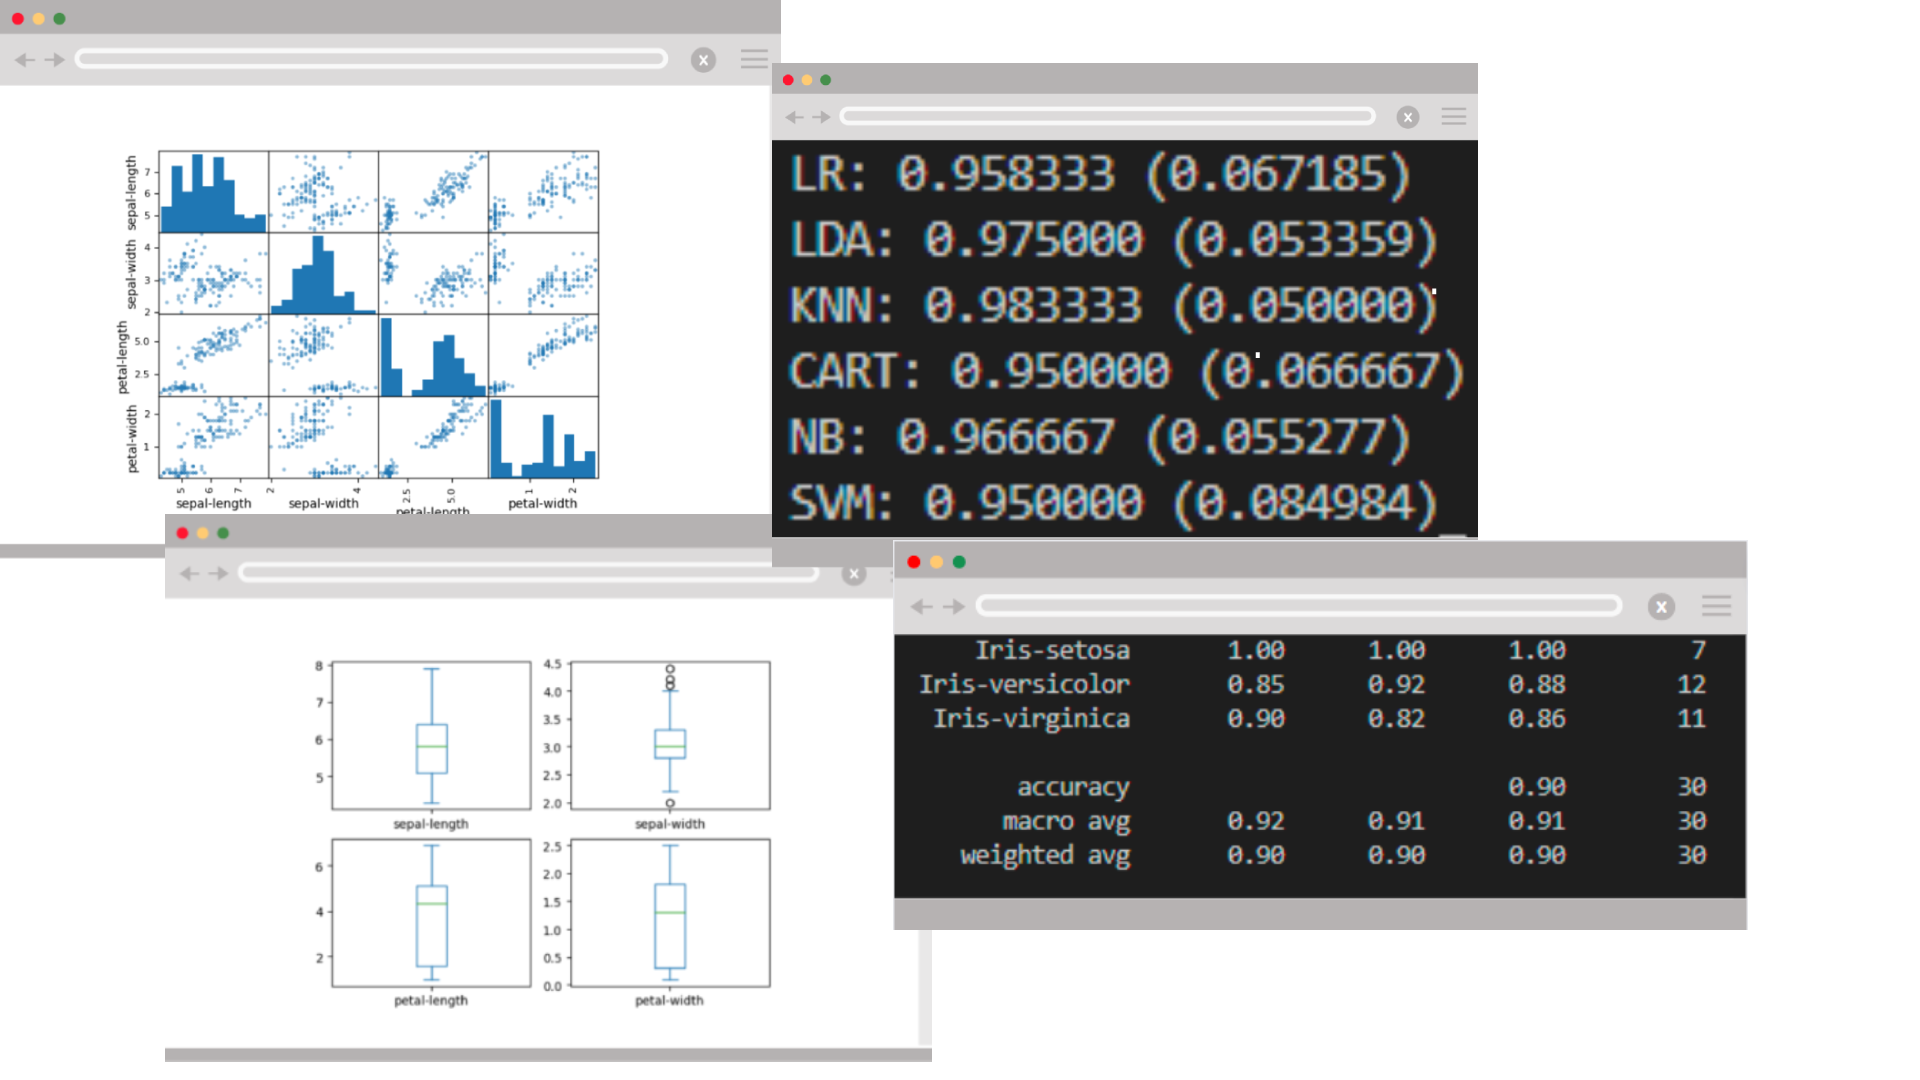 sepal-length
7
6
5
sepal-width
4
3
2
petal-length
5.0
2.5
petal-width
2
1
5 6 7 2 4 2.5 5.0 1 2
sepal-length sepal-width petal-length petal-width
LR: 0.958333 (0.067185)
LDA: 0.975000 (0.053359)
KNN: 0.983333 (0.050000)
CART: 0.950000 (0.066667)
NB: 0.966667 (0.055277)
SVM: 0.950000 (0.084984)
8
7
6
5
sepal-length
4.5
4.0
3.5
3.0
2.5
2.0
sepal-width
6
4
2
petal-length
2.5
2.0
1.5
1.0
0.5
0.0
petal-width
Iris-setosa 1.00 1.00 1.00 7
Iris-versicolor 0.85 0.92 0.88 12
Iris-virginica 0.90 0.82 0.86 11
accuracy 0.90 30
macro avg 0.92 0.91 0.91 30
weighted avg 0.90 0.90 0.90 30